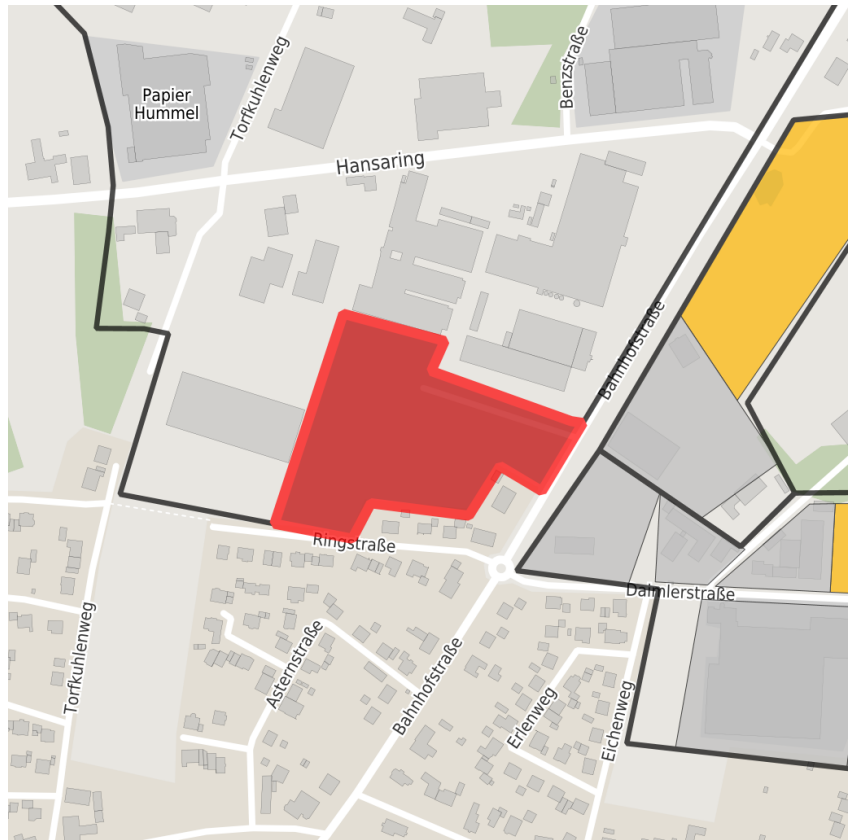 Benzstraße
Torfkuhlenweg
Papier
Hummel
Hansaring
Bahnhofstraße
Ringstraße
Daimlerstraße
Torfkuhlenweg
Asternstraße
Bahnhofstraße
Erlenweg
Eichenweg